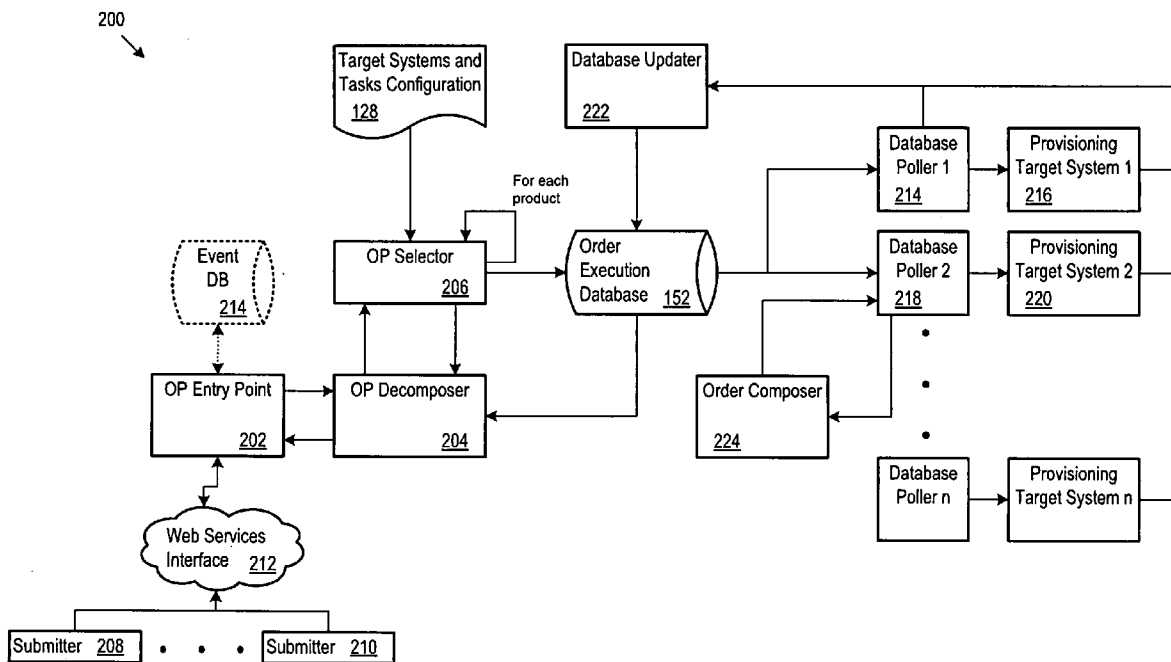 200
Target Systems and
Tasks Configuration
128
Database Updater
222
Database
Poller 1
214
Provisioning
Target System 1
216
For each
product
Event
DB
214
OP Selector
206
Order
Execution
Database
152
Database
Poller 2
218
Provisioning
Target System 2
220
OP Entry Point
202
OP Decomposer
204
Order Composer
224
Database
Poller n
Provisioning
Target System n
Web Services
Interface
212
Submitter 208
Submitter 210